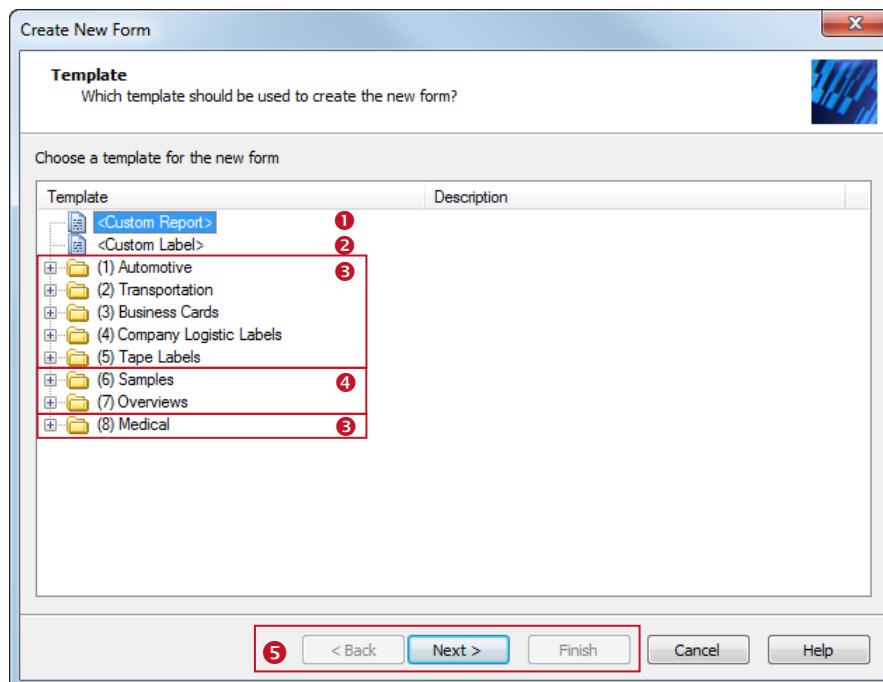 Create New Form
Template
Which template should be used to create the new form?
Choose a template for the new form
Template Description
<Custom Report> 1
<Custom Label> 2
(1) Automotive 3
(2) Transportation
(3) Business Cards
(4) Company Logistic Labels
(5) Tape Labels
(6) Samples 4
(7) Overviews
(8) Medical 3
5 < Back Next > Finish Cancel Help